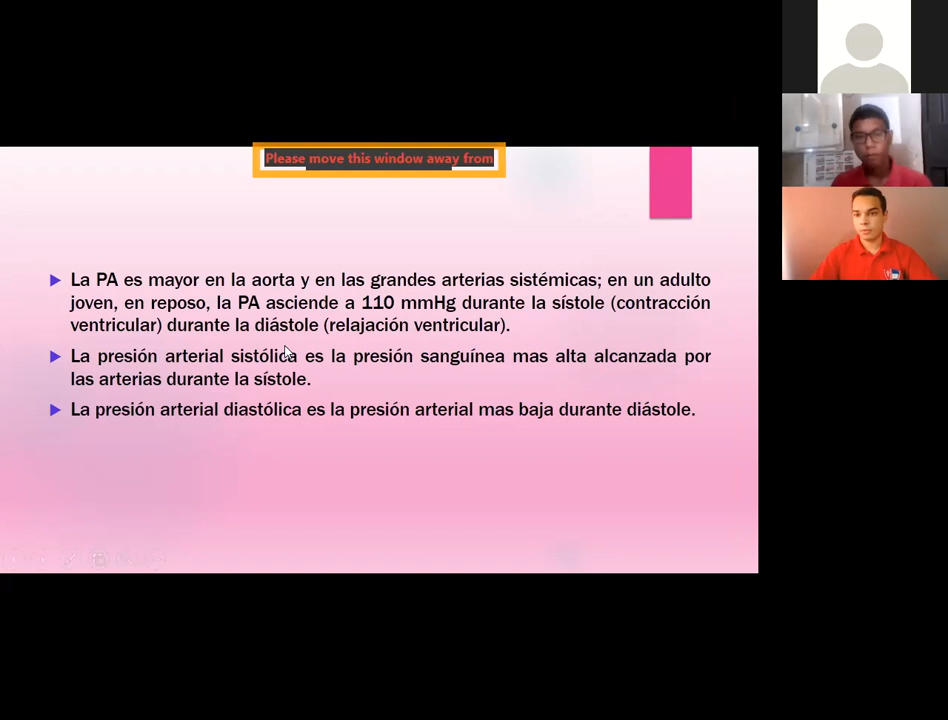 Please move this window away from
La PA es mayor en la aorta y en las grandes arterias sistémicas; en un adulto
joven, en reposo, la PA asciende a 110 mmHg durante la sístole (contracción
ventricular) durante la diástole (relajación ventricular).
La presión arterial sistólica es la presión sanguínea mas alta alcanzada por
las arterias durante la sístole.
La presión arterial diastólica es la presión arterial mas baja durante diástole.